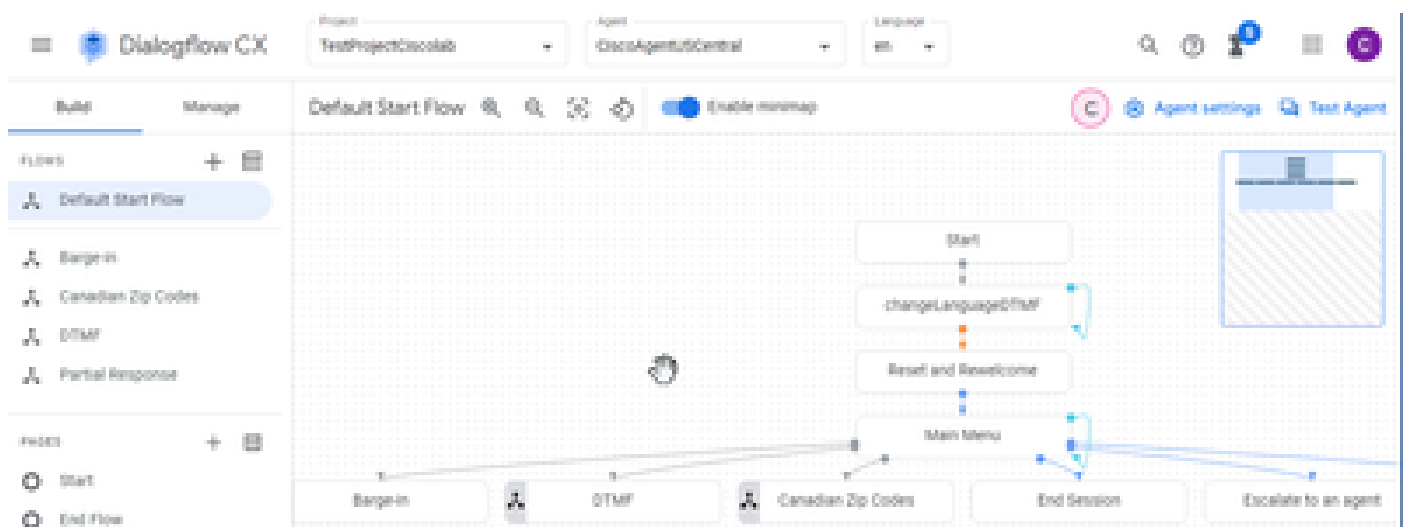 Project
Agent
Language
Dialogflow CX
TestProjectCiscolab
CiscoAgentUSCentral
en
C
Build
Manage
Default Start Flow
Enable minimap
C
Agent settings
Test Agent
FLOWS
Default Start Flow
Barge-in
Canadian Zip Codes
DTMF
Partial Response
PAGES
Start
End Flow
Start
changeLanguageDTMF
Reset and Rewelcome
Main Menu
Barge-in
DTMF
Canadian Zip Codes
End Session
Escalate to an agent